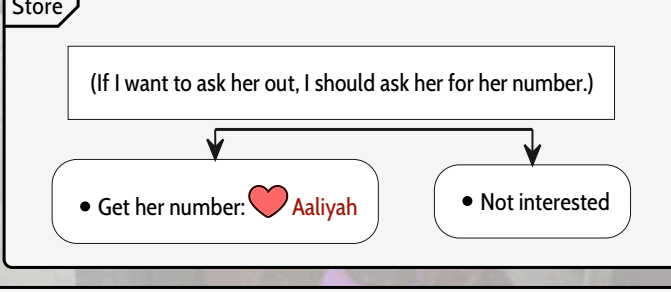 Store
(If I want to ask her out, I should ask her for her number.)
• Get her number: Aaliyah
• Not interested